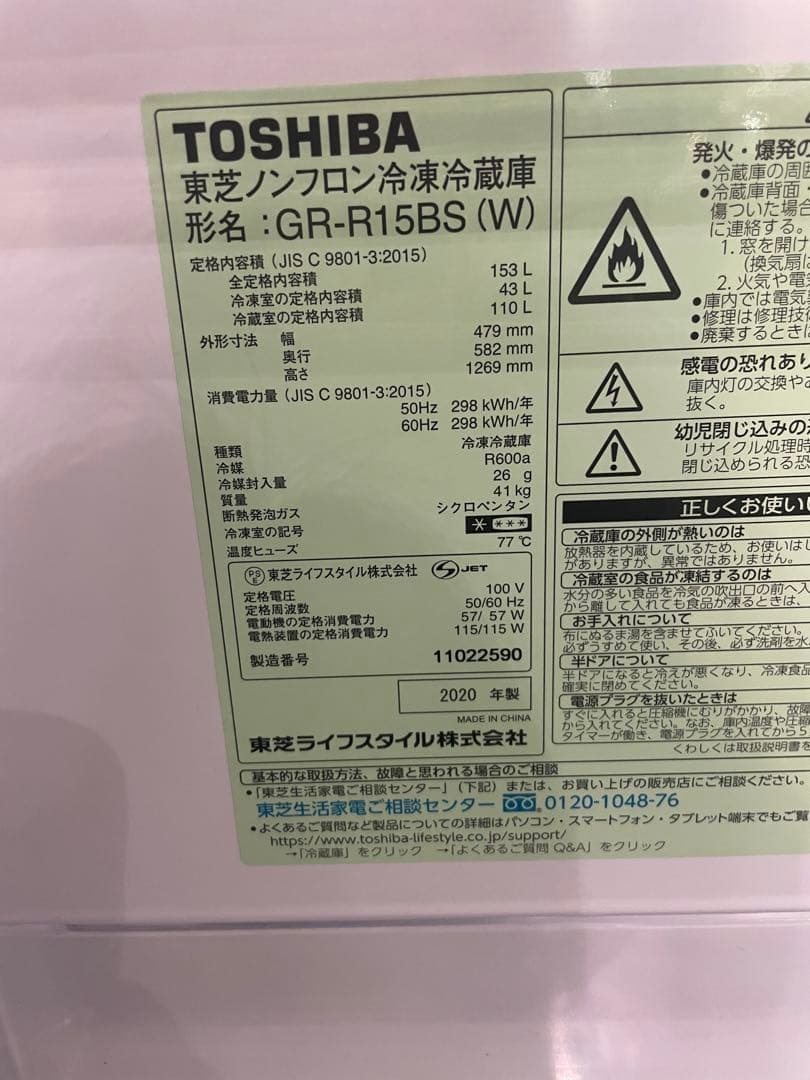 TOSHIBA
東芝ノンフロン冷凍冷蔵庫
形名：GR-R15BS (W)
定格内容積 (JIS C 9801-3:2015)
全定格内容積 153 L
冷凍室の定格内容積 43 L
冷蔵室の定格内容積 110 L
外形寸法 幅 479 mm
奥行 582 mm
高さ 1269 mm
消費電力量 (JIS C 9801-3:2015)
50Hz 298 kWh/年
60Hz 298 kWh/年
種類 冷凍冷蔵庫
冷媒 R600a
冷媒封入量 26 g
質量 41 kg
断熱発泡ガス シクロペンタン
冷凍室の記号
温度ヒューズ 77 ℃
PSE 東芝ライフスタイル株式会社 S JET
定格電圧 100 V
定格周波数 50/60 Hz
電動機の定格消費電力 57/ 57 W
電熱装置の定格消費電力 115/115 W
製造番号 11022590
2020 年製
MADE IN CHINA
東芝ライフスタイル株式会社
発火・爆発の
●冷蔵庫の周囲
●冷蔵庫背面・
傷ついた場合
に連絡する。
1. 窓を開け
(換気扇は
2. 火気や電気
●庫内では電気
●修理は修理技術
●廃棄するときは
感電の恐れあり
庫内灯の交換やお
抜く。
幼児閉じ込みの
リサイクル処理時
閉じ込められる恐
正しくお使い
冷蔵庫の外側が熱いのは
放熱器を内蔵しているため、お使いはじ
がありますが、異常ではありません。
冷蔵室の食品が凍結するのは
水分の多い食品を冷気の吹出口の前へ入
から離して入れても食品が凍るときは、
お手入れについて
布にぬるま湯を含ませてふいてください。
必ずうすめて使い、その後、必ず洗剤を水
半ドアについて
半ドアになると冷えが悪くなり、冷凍食品
確実に閉めてください。
電源プラグを抜いたときは
すぐに入れると圧縮機にむりがかかり、故障
から入れてください。なお、庫内温度や圧縮
タイマーが働き、電源プラグを入れてから5
くわしくは取扱説明書を
基本的な取扱方法、故障と思われる場合のご相談
•「東芝生活家電ご相談センター」(下記) または、お買い上げの販売店にご相談ください。
東芝生活家電ご相談センター 0120-1048-76
•よくあるご質問など製品についての詳細はパソコン・スマートフォン・タブレット端末でもご覧
https://www.toshiba-lifestyle.co.jp/support/
→「冷蔵庫」をクリック →「よくあるご質問 Q&A」をクリック